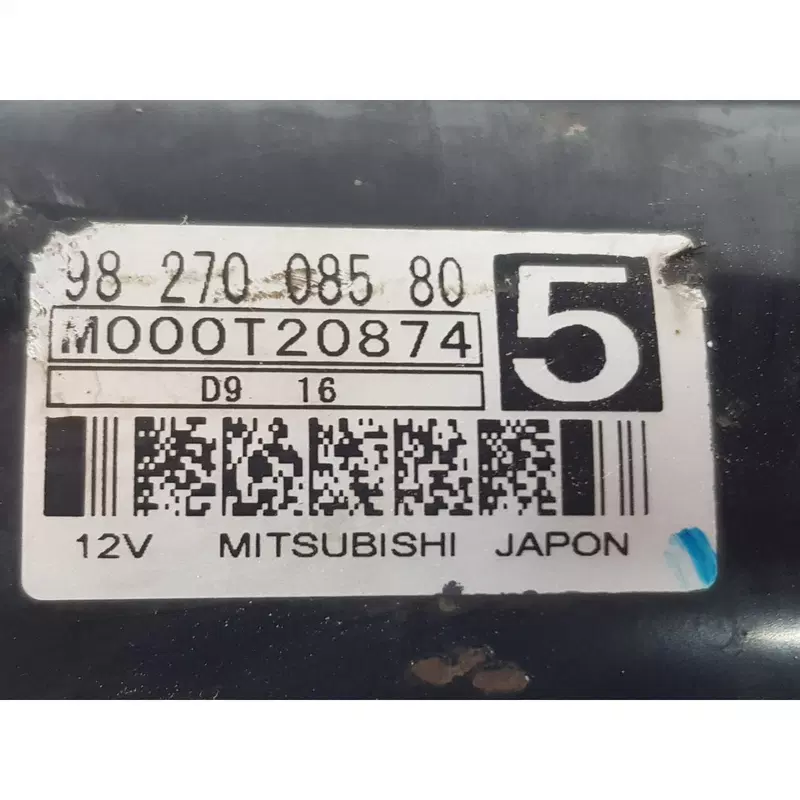 98 270 085 80
5
M000T20874
D9 16
12V MITSUBISHI JAPON